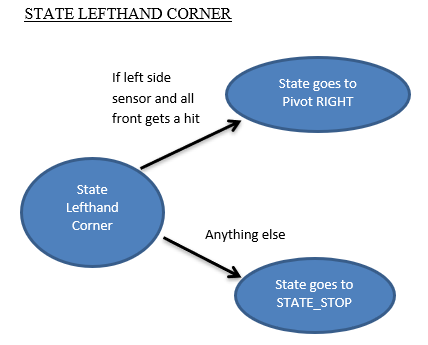 STATE LEFTHAND CORNER
If left side
sensor and all
front gets a hit
State goes to
Pivot RIGHT
State
Lefthand
Corner
Anything else
State goes to
STATE_STOP